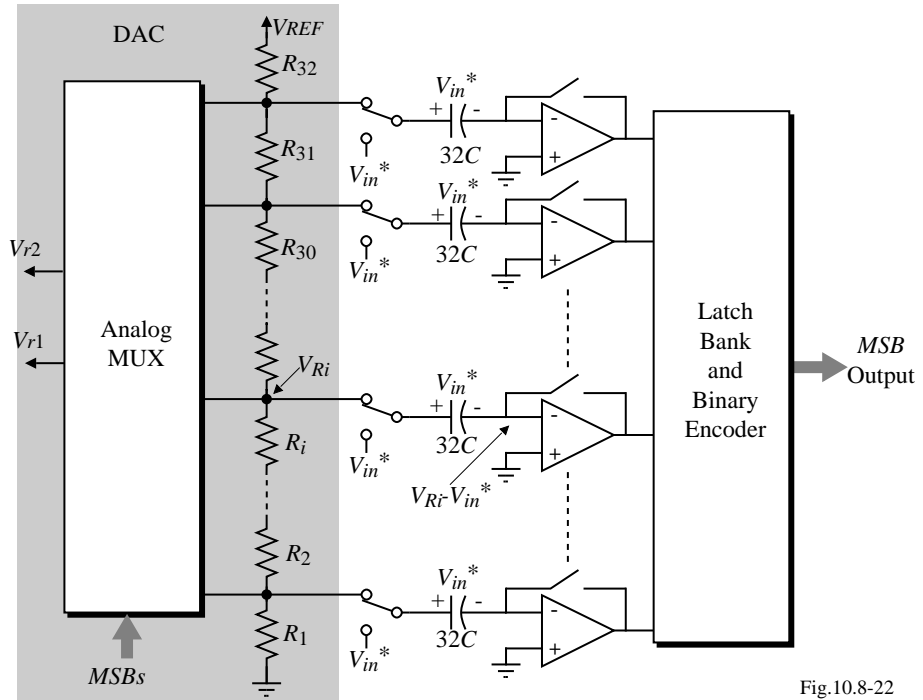 DAC
VREF
R32
R31
R30
Ri
R2
R1
VRi
Vr2
Vr1
Analog
MUX
MSBs
Vin*
+ -
32C
Vin*
-
+
Vin*
+ -
32C
Vin*
-
+
Vin*
+ -
32C
Vin*
VRi-Vin*
-
+
Vin*
+ -
32C
Vin*
-
+
Latch
Bank
and
Binary
Encoder
MSB
Output
Fig.10.8-22